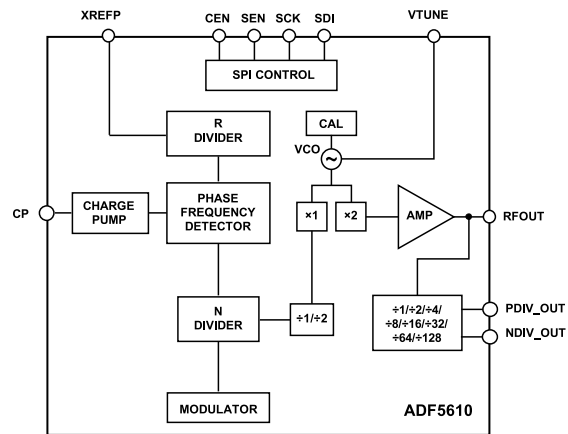 XREFP
CEN SEN SCK SDI
VTUNE
SPI CONTROL
R
DIVIDER
CAL
VCO
~
CP
CHARGE
PUMP
PHASE
FREQUENCY
DETECTOR
×1
×2
AMP
RFOUT
N
DIVIDER
÷1/÷2
÷1/÷2/÷4/
÷8/÷16/÷32/
÷64/÷128
PDIV_OUT
NDIV_OUT
MODULATOR
ADF5610